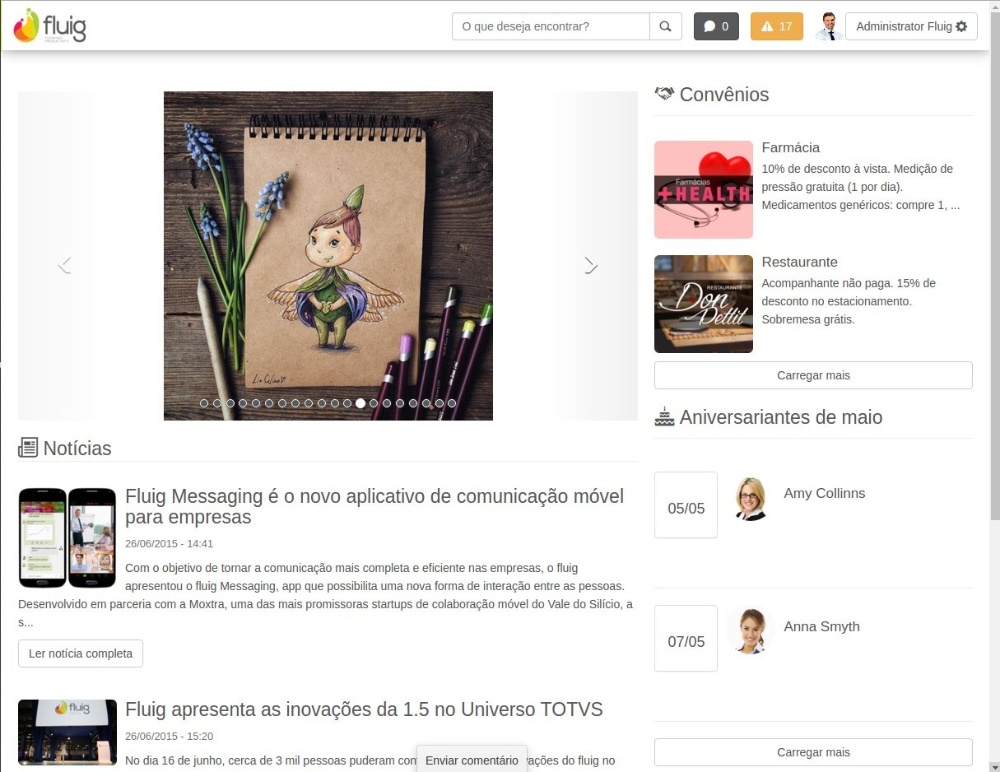 fluig
O que deseja encontrar?
0
17
Administrator Fluig
Convênios
Farmácia
10% de desconto à vista. Medição de
pressão gratuita (1 por dia).
Medicamentos genéricos: compre 1, ...
Farmácias
+HEALTH
Restaurante
Acompanhante não paga. 15% de
desconto no estacionamento.
Sobremesa grátis.
RESTAURANTE
Don
Dettit
Carregar mais
Aniversariantes de maio
05/05
Amy Collinns
07/05
Anna Smyth
Carregar mais
Notícias
Fluig Messaging é o novo aplicativo de comunicação móvel
para empresas
26/06/2015 - 14:41
Com o objetivo de tornar a comunicação mais completa e eficiente nas empresas, o fluig
apresentou o fluig Messaging, app que possibilita uma nova forma de interação entre as pessoas.
Desenvolvido em parceria com a Moxtra, uma das mais promissoras startups de colaboração móvel do Vale do Silício, a
s...
Ler notícia completa
fluig
Fluig apresenta as inovações da 1.5 no Universo TOTVS
26/06/2015 - 15:20
No dia 16 de junho, cerca de 3 mil pessoas puderam
do fluig no
Enviar comentário